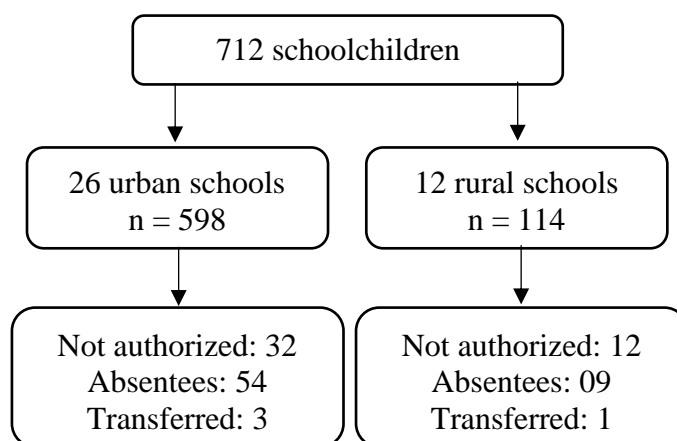 712 schoolchildren
26 urban schools
n = 598
12 rural schools
n = 114
Not authorized: 32
Absentees: 54
Transferred: 3
Not authorized: 12
Absentees: 09
Transferred: 1